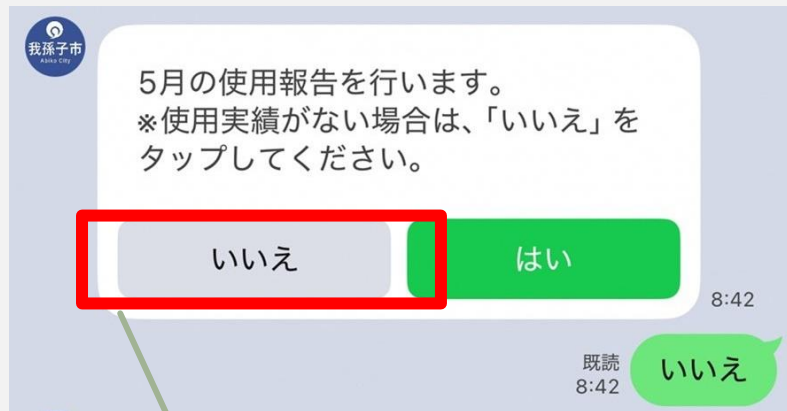 我孫子市
Abiko City
5月の使用報告を行います。
※使用実績がない場合は、「いいえ」を
タップしてください。
いいえ
はい
8:42
既読
8:42
いいえ